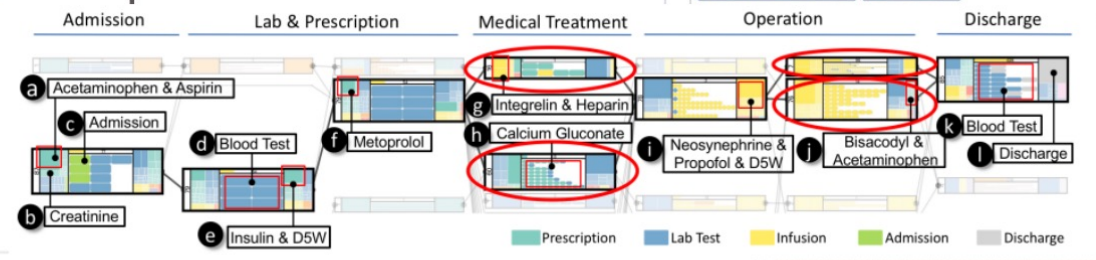 Admission
Lab & Prescription
Medical Treatment
Operation
Discharge
a
Acetaminophen & Aspirin
c
Admission
b
Creatinine
d
Blood Test
e
Insulin & D5W
f
Metoprolol
g
Integrelin & Heparin
h
Calcium Gluconate
i
Neosynephrine &
Propofol & D5W
j
Bisacodyl &
Acetaminophen
k
Blood Test
l
Discharge
Prescription
Lab Test
Infusion
Admission
Discharge